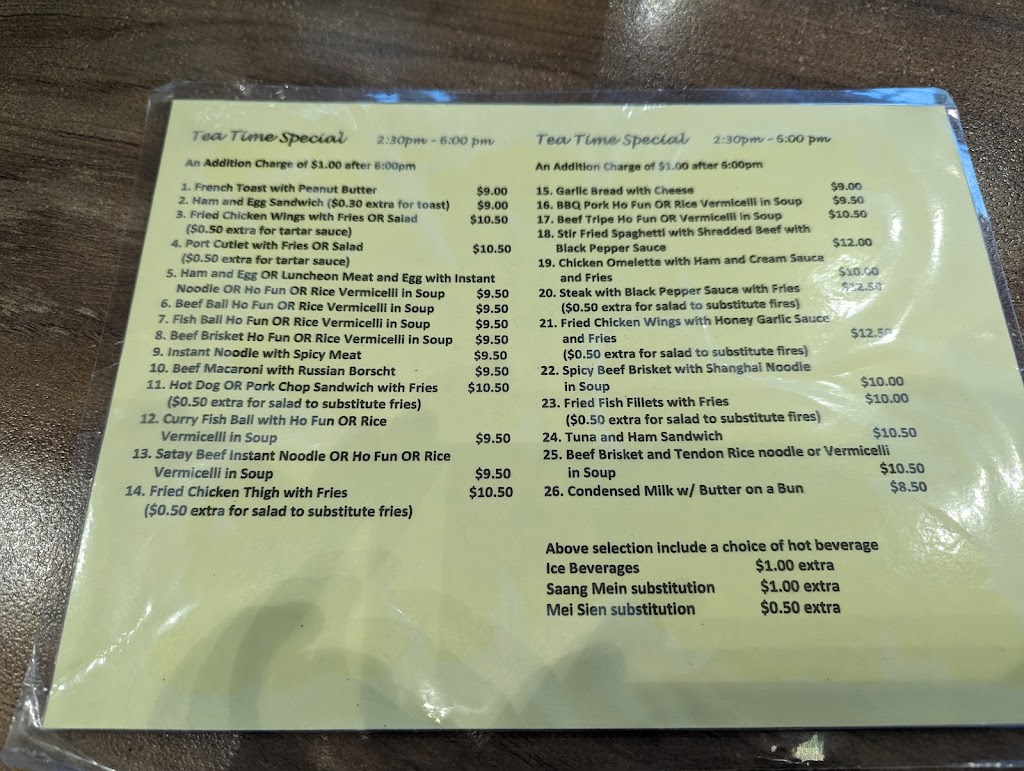 Tea Time Special 2:30pm - 6:00 pm
An Addition Charge of $1.00 after 6:00pm
1. French Toast with Peanut Butter $9.00
2. Ham and Egg Sandwich ($0.30 extra for toast) $9.00
3. Fried Chicken Wings with Fries OR Salad $10.50
($0.50 extra for tartar sauce)
4. Port Cutlet with Fries OR Salad $10.50
($0.50 extra for tartar sauce)
5. Ham and Egg OR Luncheon Meat and Egg with Instant
Noodle OR Ho Fun OR Rice Vermicelli in Soup $9.50
6. Beef Ball Ho Fun OR Rice Vermicelli in Soup $9.50
7. Fish Ball Ho Fun OR Rice Vermicelli in Soup $9.50
8. Beef Brisket Ho Fun OR Rice Vermicelli in Soup $9.50
9. Instant Noodle with Spicy Meat $9.50
10. Beef Macaroni with Russian Borscht $9.50
11. Hot Dog OR Pork Chop Sandwich with Fries $10.50
($0.50 extra for salad to substitute fries)
12. Curry Fish Ball with Ho Fun OR Rice
Vermicelli in Soup $9.50
13. Satay Beef Instant Noodle OR Ho Fun OR Rice
Vermicelli in Soup $9.50
14. Fried Chicken Thigh with Fries $10.50
($0.50 extra for salad to substitute fries)
Tea Time Special 2:30pm - 6:00 pm
An Addition Charge of $1.00 after 6:00pm
15. Garlic Bread with Cheese $9.00
16. BBQ Pork Ho Fun OR Rice Vermicelli in Soup $9.50
17. Beef Tripe Ho Fun OR Vermicelli in Soup $10.50
18. Stir Fried Spaghetti with Shredded Beef with
Black Pepper Sauce $12.00
19. Chicken Omelette with Ham and Cream Sauce
and Fries $10.00
20. Steak with Black Pepper Sauce with Fries $12.50
($0.50 extra for salad to substitute fires)
21. Fried Chicken Wings with Honey Garlic Sauce
and Fries $12.50
($0.50 extra for salad to substitute fires)
22. Spicy Beef Brisket with Shanghai Noodle
in Soup $10.00
23. Fried Fish Fillets with Fries $10.00
($0.50 extra for salad to substitute fires)
24. Tuna and Ham Sandwich $10.50
25. Beef Brisket and Tendon Rice noodle or Vermicelli
in Soup $10.50
26. Condensed Milk w/ Butter on a Bun $8.50
Above selection include a choice of hot beverage
Ice Beverages $1.00 extra
Saang Mein substitution $1.00 extra
Mei Sien substitution $0.50 extra